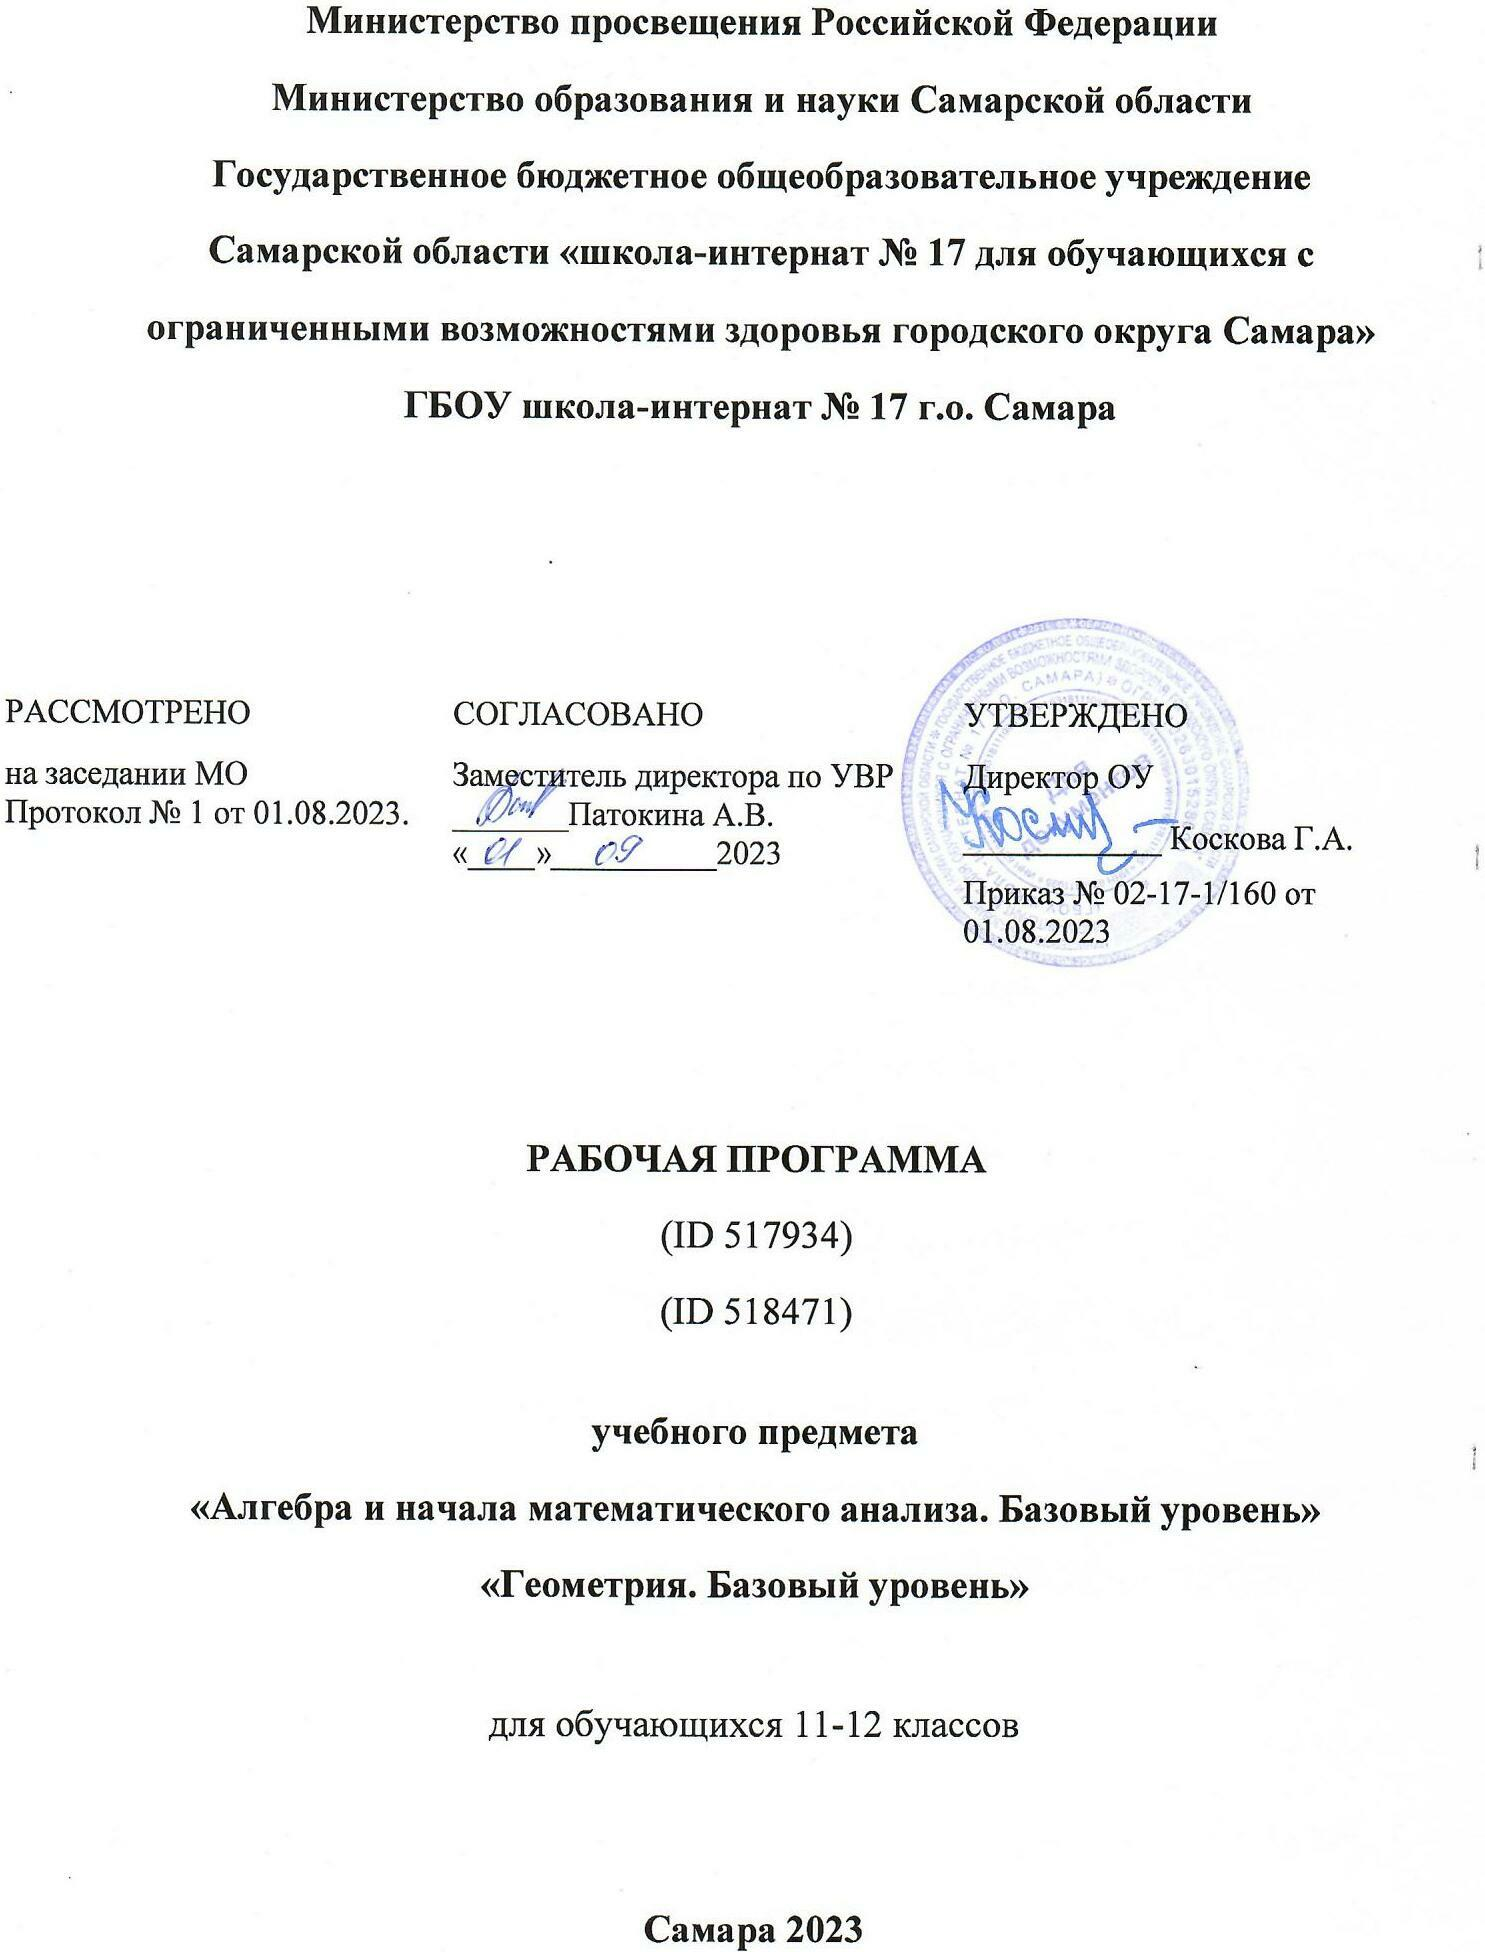 Министерство просвещения Российской Федерации
Министерство образования и науки Самарской области
Государственное бюджетное общеобразовательное учреждение
Самарской области «школа-интернат № 17 для обучающихся с
ограниченными возможностями здоровья городского округа Самара»
ГБОУ школа-интернат № 17 г.о. Самара
РАССМОТРЕНО
на заседании МО
Протокол № 1 от 01.08.2023.
СОГЛАСОВАНО
Заместитель директора по УВР
Патокина А.В.
«01» 09 2023
УТВЕРЖДЕНО
Директор ОУ
Коскова Г.А.
Приказ № 02-17-1/160 от
01.08.2023
Для
документов
РАБОЧАЯ ПРОГРАММА
(ID 517934)
(ID 518471)
учебного предмета
«Алгебра и начала математического анализа. Базовый уровень»
«Геометрия. Базовый уровень»
для обучающихся 11-12 классов
Самара 2023